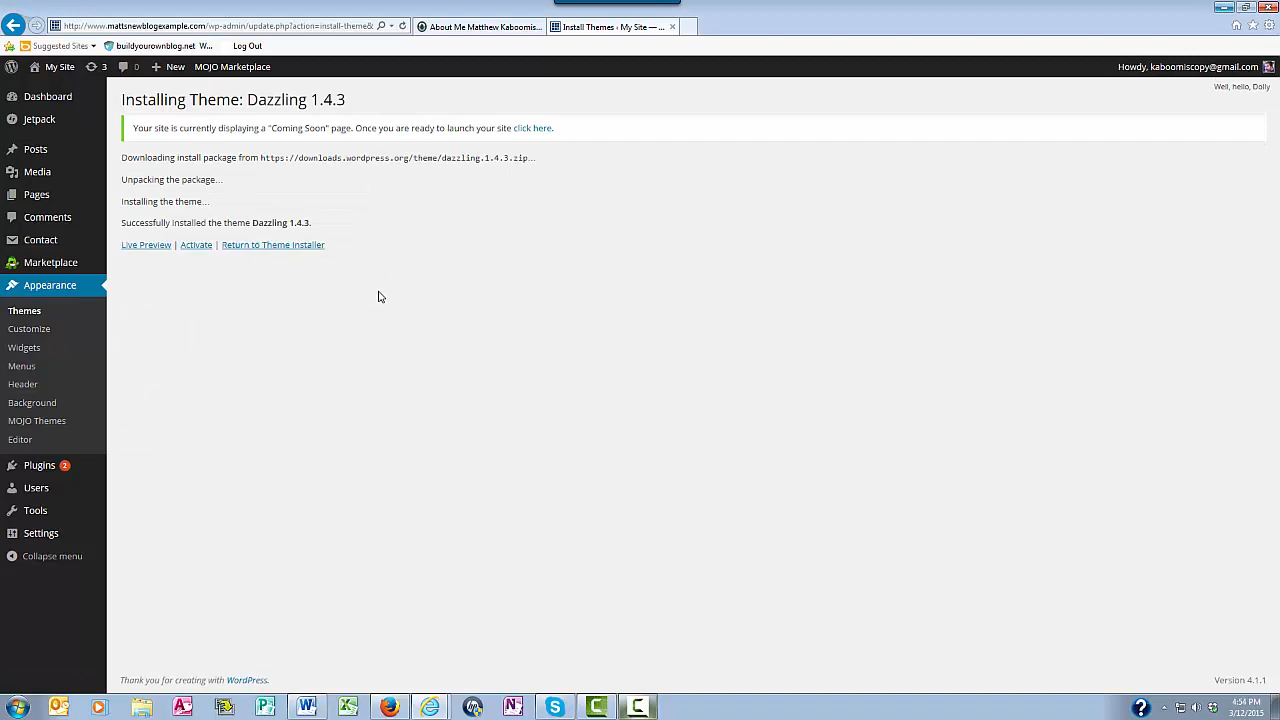 http://www.mattsnewblogexample.com/wp-admin/update.php?action=install-theme&
About Me Matthew Kaboomis...
Install Themes ‹ My Site — ...
Suggested Sites
buildyourownblog.net W...
Log Out
My Site
3
0
New
MOJO Marketplace
Howdy, kaboomiscopy@gmail.com
Well, hello, Dolly
Dashboard
Jetpack
Posts
Media
Pages
Comments
Contact
Marketplace
Appearance
Themes
Customize
Widgets
Menus
Header
Background
MOJO Themes
Editor
Plugins 2
Users
Tools
Settings
Collapse menu
Installing Theme: Dazzling 1.4.3
Your site is currently displaying a "Coming Soon" page. Once you are ready to launch your site click here.
Downloading install package from https://downloads.wordpress.org/theme/dazzling.1.4.3.zip…
Unpacking the package…
Installing the theme…
Successfully installed the theme Dazzling 1.4.3.
Live Preview | Activate | Return to Theme Installer
Thank you for creating with WordPress.
Version 4.1.1
4:54 PM
3/12/2015